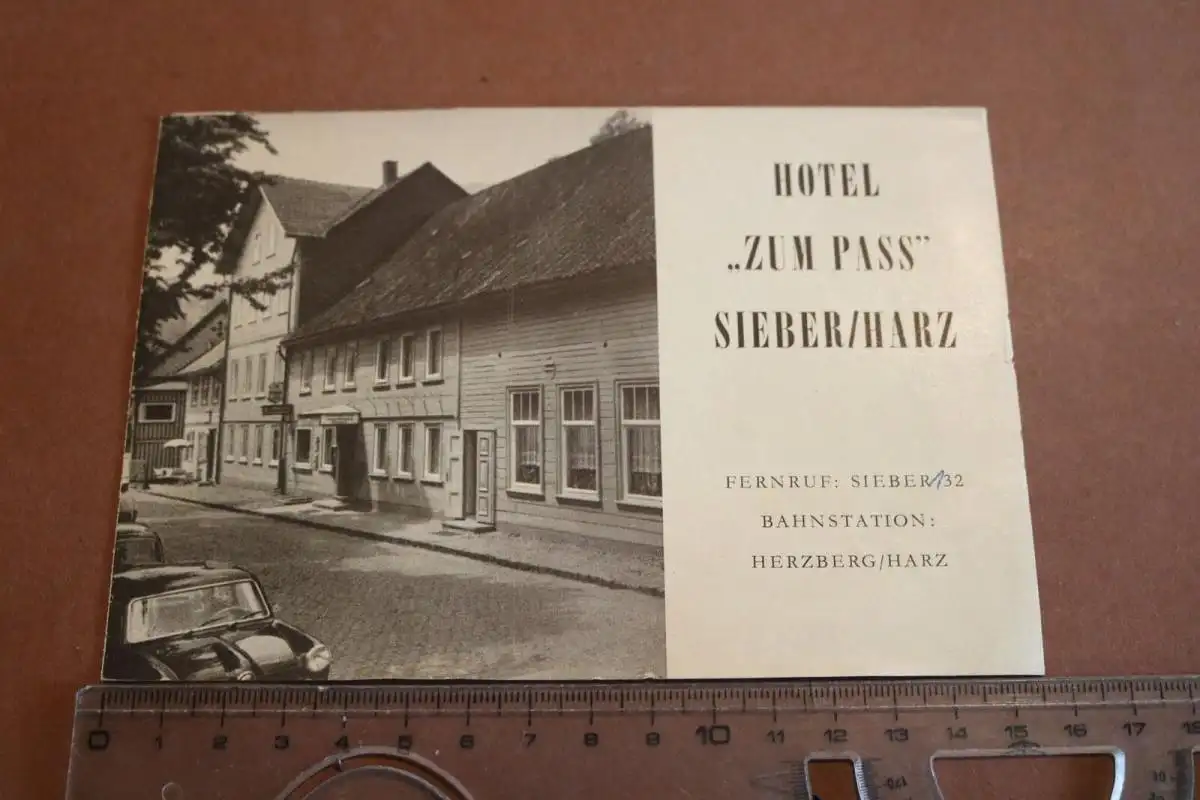 HOTEL
„ZUM PASS”
SIEBER/HARZ
FERNRUF: SIEBER 132
BAHNSTATION:
HERZBERG/HARZ
0 1 2 3 4 5 6 7 8 9 10 11 12 13 14 15 16 17 18